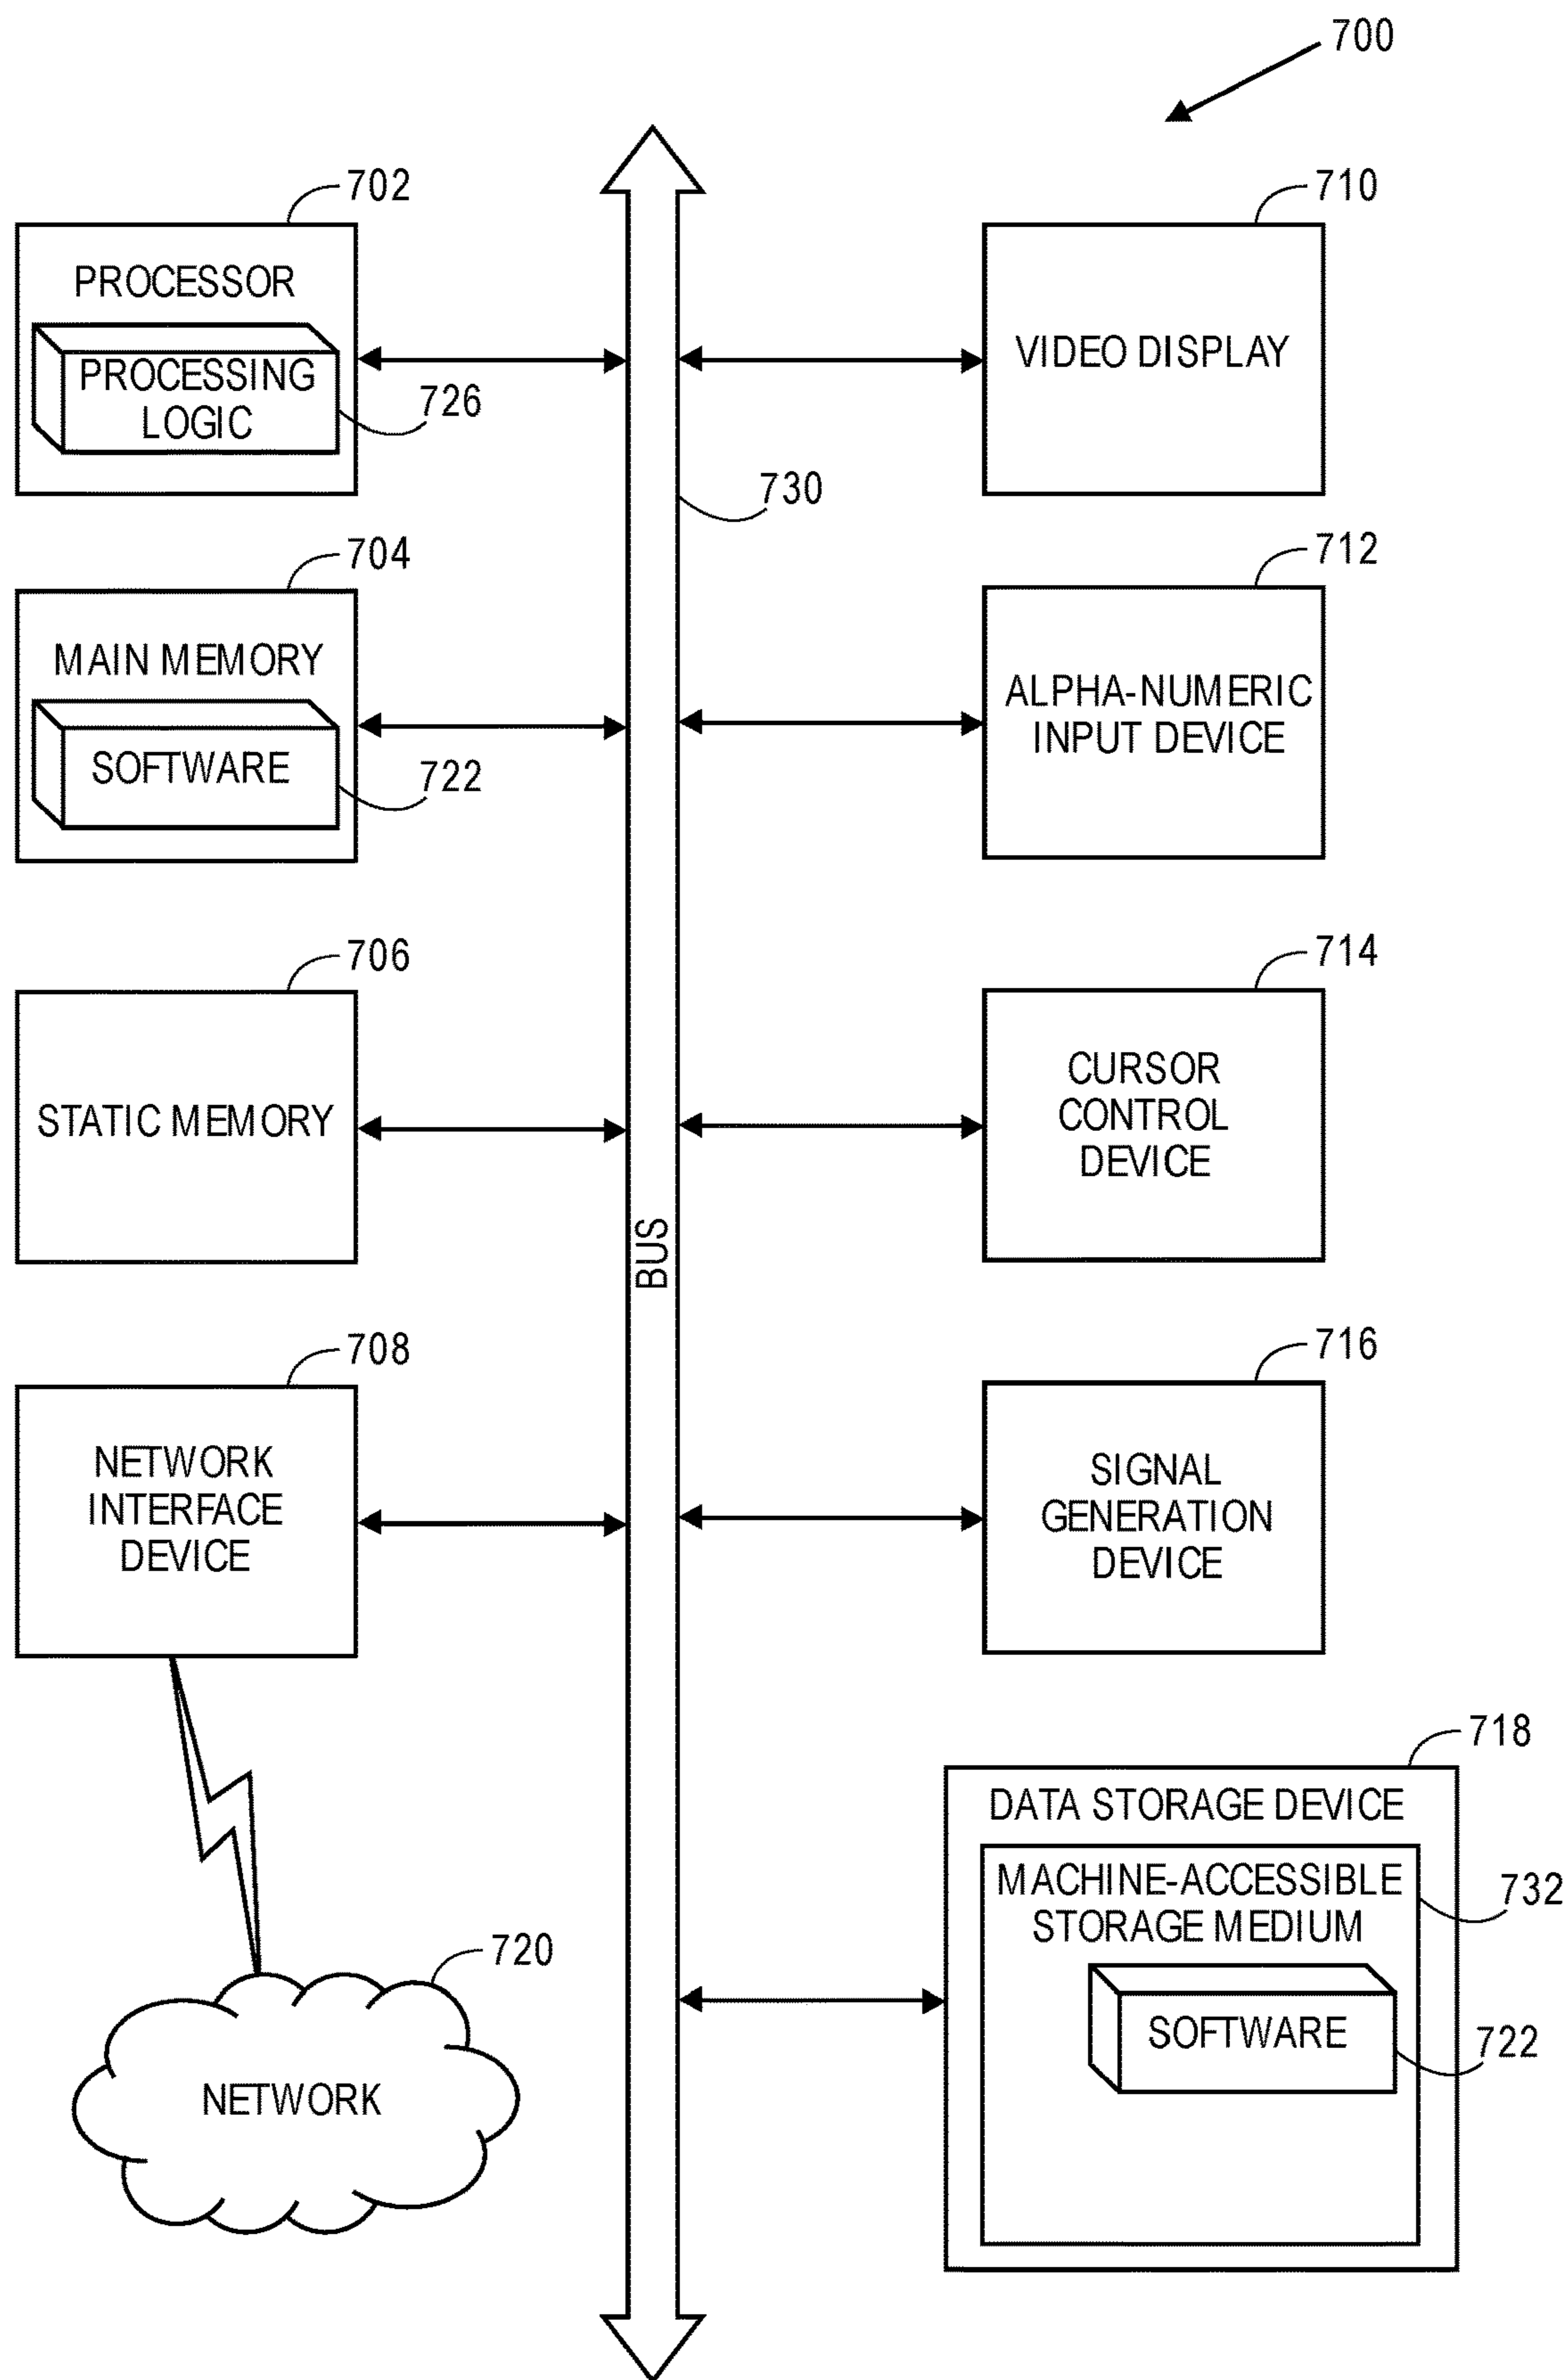 700
702
PROCESSOR
PROCESSING
LOGIC
726
710
VIDEO DISPLAY
730
704
MAIN MEMORY
SOFTWARE
722
712
ALPHA-NUMERIC
INPUT DEVICE
706
STATIC MEMORY
714
CURSOR
CONTROL
DEVICE
BUS
708
NETWORK
INTERFACE
DEVICE
716
SIGNAL
GENERATION
DEVICE
718
DATA STORAGE DEVICE
MACHINE-ACCESSIBLE
STORAGE MEDIUM
732
SOFTWARE
722
720
NETWORK